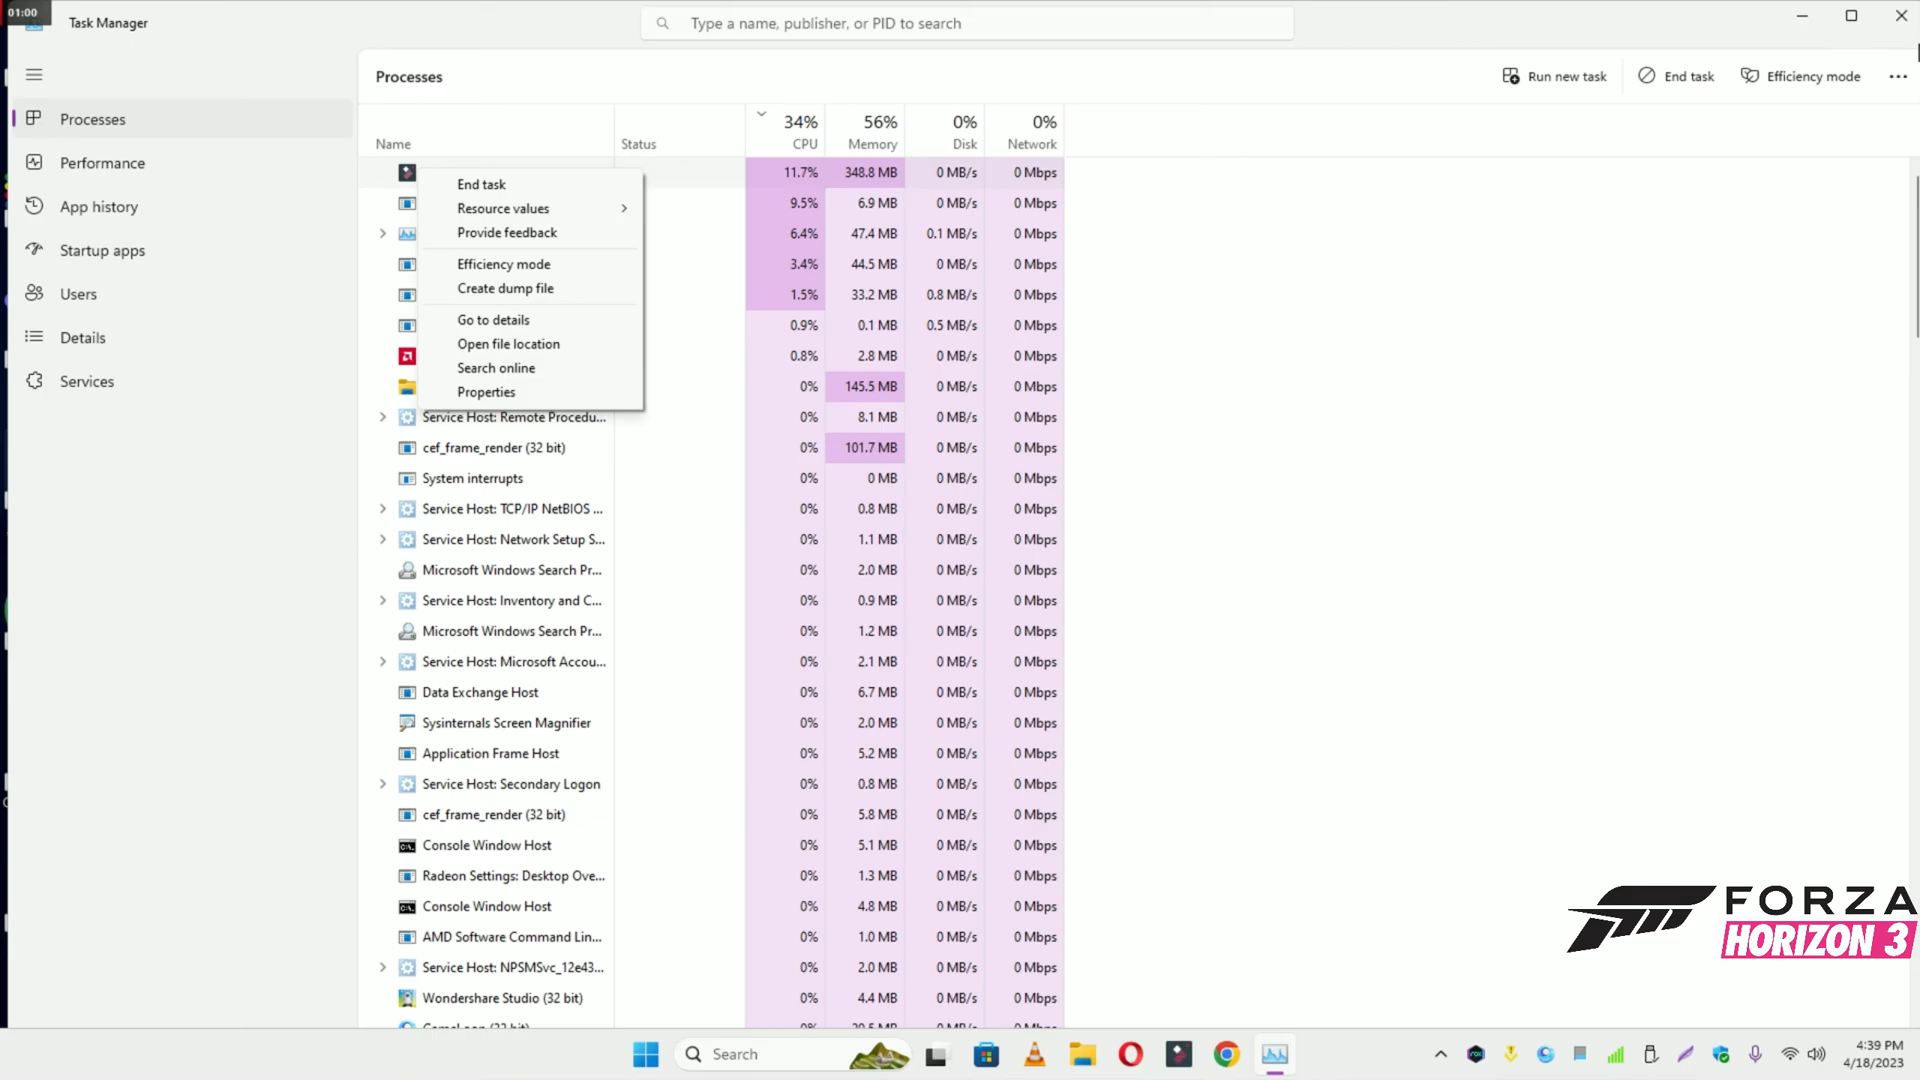 01:00
Task Manager
Type a name, publisher, or PID to search
Processes
Run new task
End task
Efficiency mode
Processes
Performance
App history
Startup apps
Users
Details
Services
34% 56% 0% 0%
Name Status CPU Memory Disk Network
11.7% 348.8 MB 0 MB/s 0 Mbps
9.5% 6.9 MB 0 MB/s 0 Mbps
6.4% 47.4 MB 0.1 MB/s 0 Mbps
3.4% 44.5 MB 0 MB/s 0 Mbps
1.5% 33.2 MB 0.8 MB/s 0 Mbps
0.9% 0.1 MB 0.5 MB/s 0 Mbps
0.8% 2.8 MB 0 MB/s 0 Mbps
0% 145.5 MB 0 MB/s 0 Mbps
End task
Resource values
Provide feedback
Efficiency mode
Create dump file
Go to details
Open file location
Search online
Properties
Service Host: Remote Procedu... 0% 8.1 MB 0 MB/s 0 Mbps
cef_frame_render (32 bit) 0% 101.7 MB 0 MB/s 0 Mbps
System interrupts 0% 0 MB 0 MB/s 0 Mbps
Service Host: TCP/IP NetBIOS ... 0% 0.8 MB 0 MB/s 0 Mbps
Service Host: Network Setup S... 0% 1.1 MB 0 MB/s 0 Mbps
Microsoft Windows Search Pr... 0% 2.0 MB 0 MB/s 0 Mbps
Service Host: Inventory and C... 0% 0.9 MB 0 MB/s 0 Mbps
Microsoft Windows Search Pr... 0% 1.2 MB 0 MB/s 0 Mbps
Service Host: Microsoft Accou... 0% 2.1 MB 0 MB/s 0 Mbps
Data Exchange Host 0% 6.7 MB 0 MB/s 0 Mbps
Sysinternals Screen Magnifier 0% 2.0 MB 0 MB/s 0 Mbps
Application Frame Host 0% 5.2 MB 0 MB/s 0 Mbps
Service Host: Secondary Logon 0% 0.8 MB 0 MB/s 0 Mbps
cef_frame_render (32 bit) 0% 5.8 MB 0 MB/s 0 Mbps
Console Window Host 0% 5.1 MB 0 MB/s 0 Mbps
Radeon Settings: Desktop Ove... 0% 1.3 MB 0 MB/s 0 Mbps
Console Window Host 0% 4.8 MB 0 MB/s 0 Mbps
AMD Software Command Lin... 0% 1.0 MB 0 MB/s 0 Mbps
Service Host: NPSMSvc_12e43... 0% 2.0 MB 0 MB/s 0 Mbps
Wondershare Studio (32 bit) 0% 4.4 MB 0 MB/s 0 Mbps
FORZA
HORIZON 3
Search
4:39 PM
4/18/2023